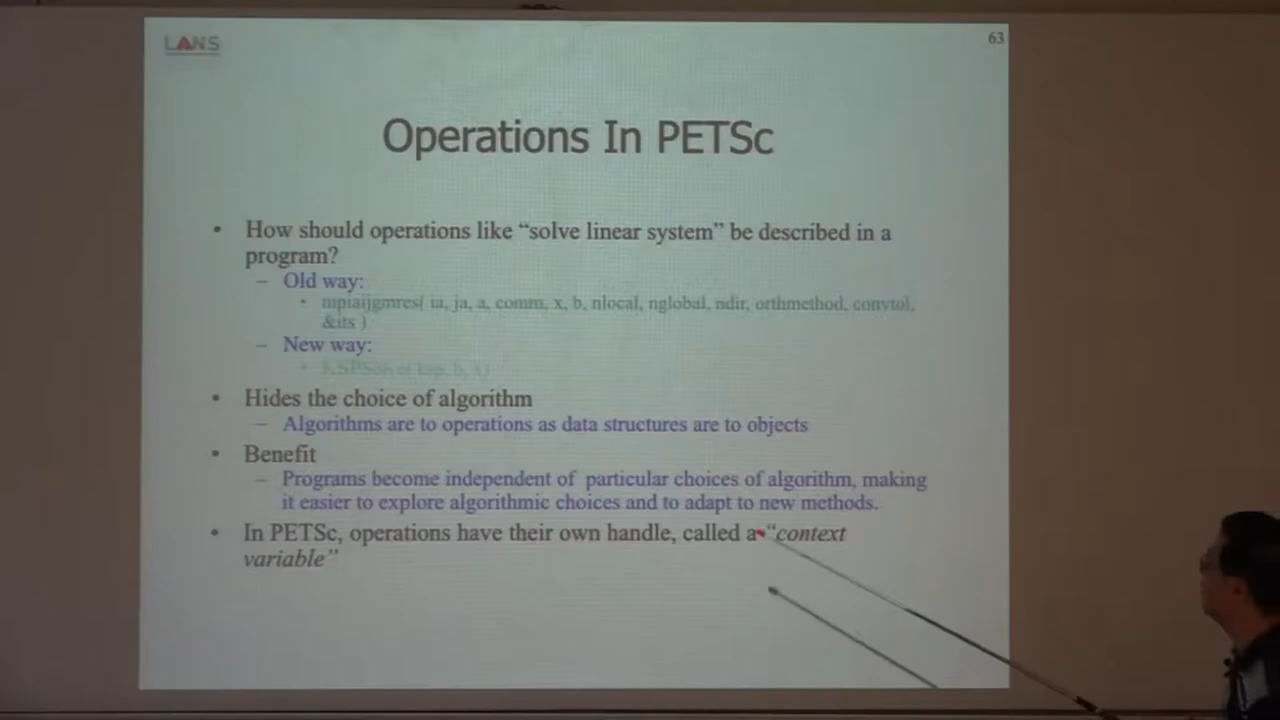 LANS
63
Operations In PETSc
• How should operations like “solve linear system” be described in a
program?
– Old way:
• mpiaijgmres( ia, ja, a, comm, x, b, nlocal, nglobal, ndir, orthmethod, convtol,
&its )
– New way:
• KSPSolve( ksp, b, x)
• Hides the choice of algorithm
– Algorithms are to operations as data structures are to objects
• Benefit
– Programs become independent of particular choices of algorithm, making
it easier to explore algorithmic choices and to adapt to new methods.
• In PETSc, operations have their own handle, called a “context
variable”